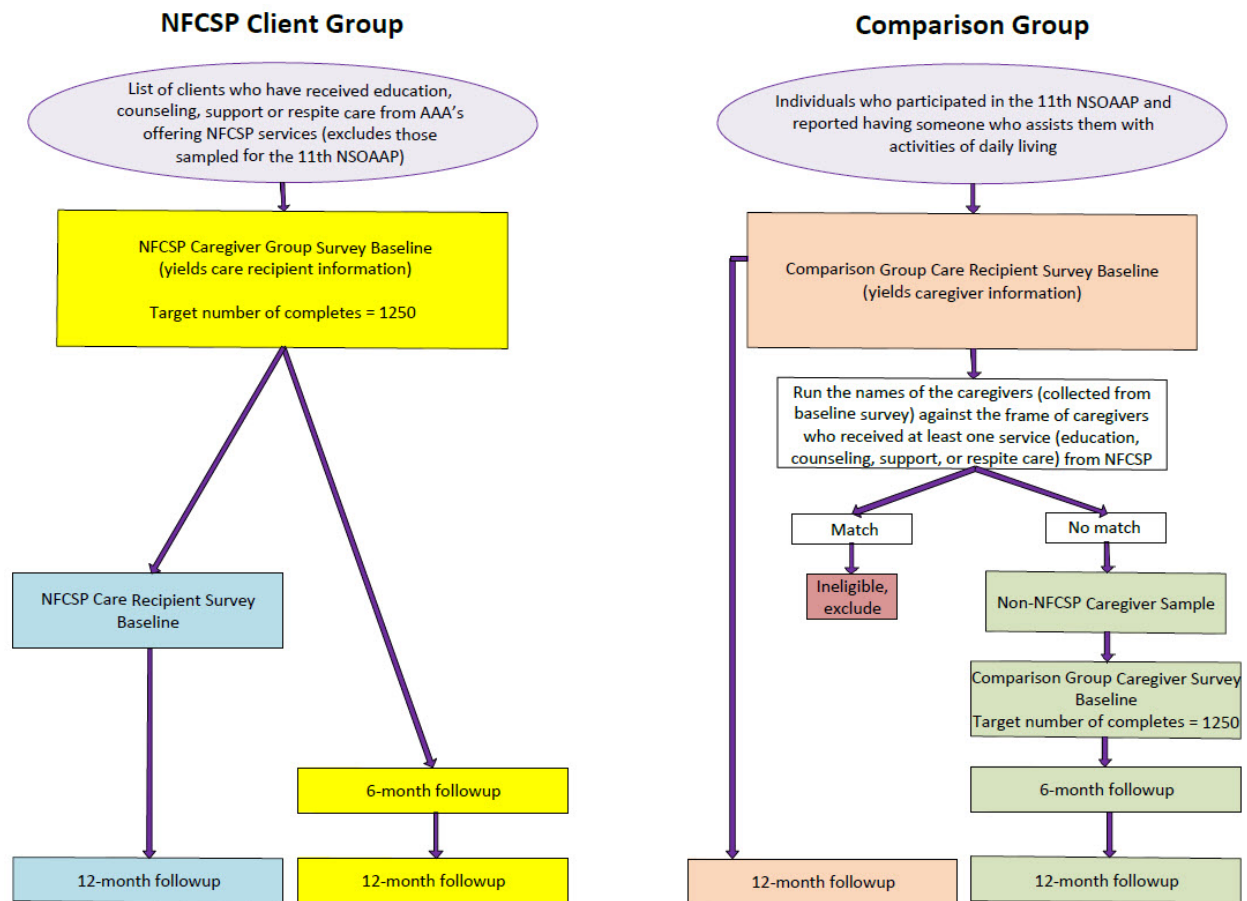 NFCSP Client Group
List of clients who have received education,
counseling, support or respite care from AAA's
offering NFCSP services (excludes those
sampled for the 11th NSOAAP)
NFCSP Caregiver Group Survey Baseline
(yields care recipient information)
Target number of completes = 1250
NFCSP Care Recipient Survey
Baseline
6-month followup
12-month followup
12-month followup
Comparison Group
Individuals who participated in the 11th NSOAAP and
reported having someone who assists them with
activities of daily living
Comparison Group Care Recipient Survey Baseline
(yields caregiver information)
Run the names of the caregivers (collected from
baseline survey) against the frame of caregivers
who received at least one service (education,
counseling, support, or respite care) from NFCSP
Match
No match
Ineligible,
exclude
Non-NFCSP Caregiver Sample
Comparison Group Caregiver Survey
Baseline
Target number of completes = 1250
6-month followup
12-month followup
12-month followup